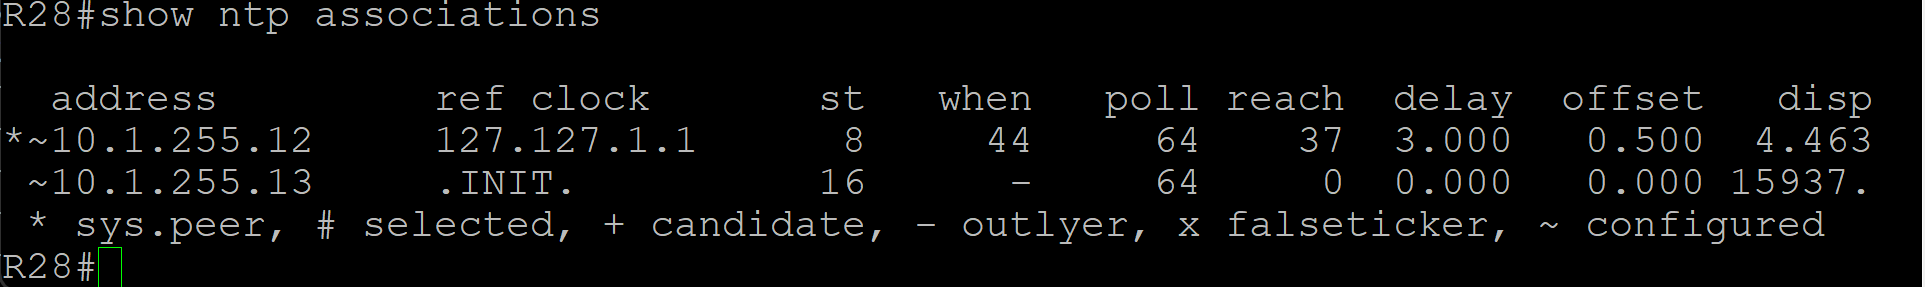 R28#show ntp associations
address ref clock st when poll reach delay offset disp
*~10.1.255.12 127.127.1.1 8 44 64 37 3.000 0.500 4.463
~10.1.255.13 .INIT. 16 - 64 0 0.000 0.000 15937.
* sys.peer, # selected, + candidate, - outlyer, x falseticker, ~ configured
R28#